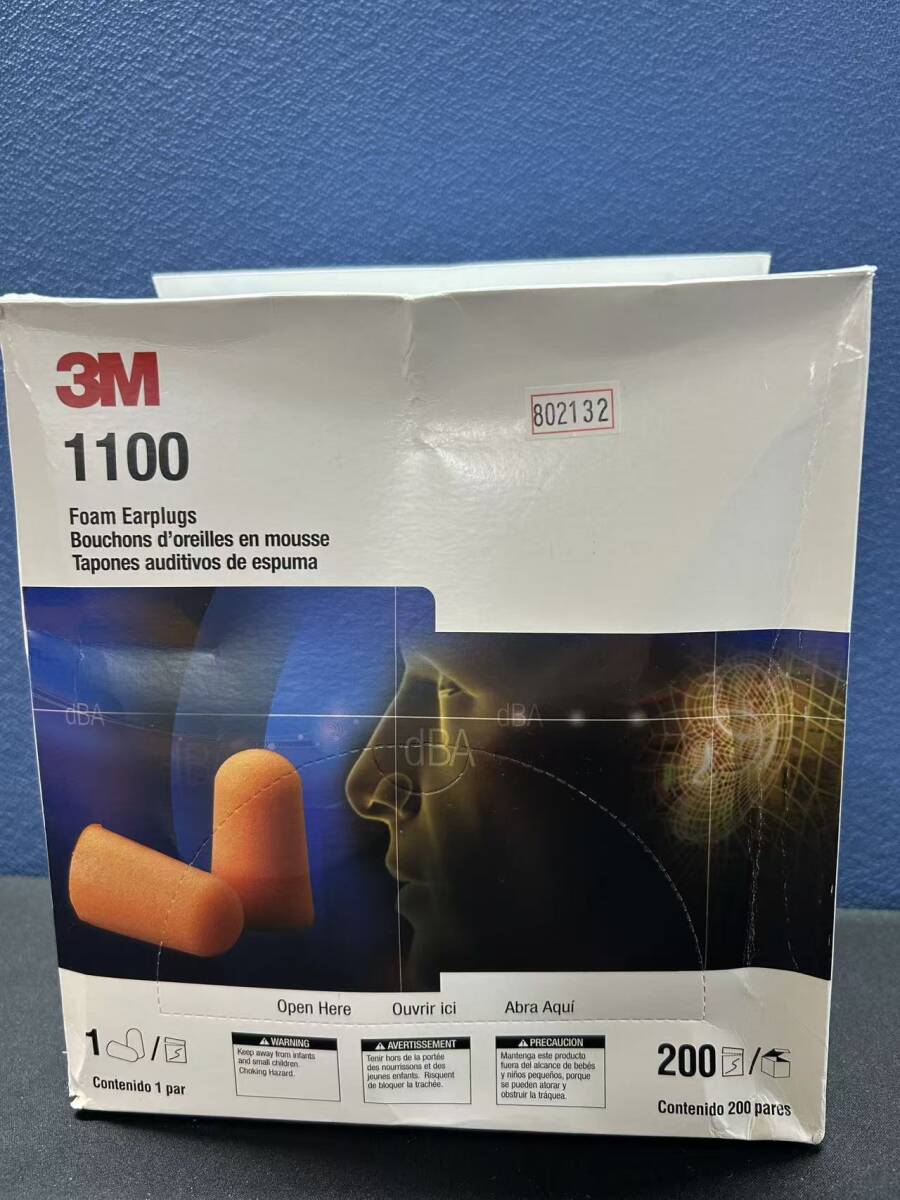 3M
802132
1100
Foam Earplugs
Bouchons d'oreilles en mousse
Tapones auditivos de espuma
dBA
dBA
dBA
Open Here
Ouvrir ici
Abra Aquí
1 /
Contenido 1 par
WARNING
Keep away from infants
and small children.
Choking Hazard.
AVERTISSEMENT
Tenir hors de la portée
des nourrissons et des
jeunes enfants. Risquent
de bloquer la trachée.
PRECAUCION
Mantenga este producto
fuera del alcance de bebés
y niños pequeños, porque
se pueden atorar y
obstruir la tráquea.
200 /
Contenido 200 pares